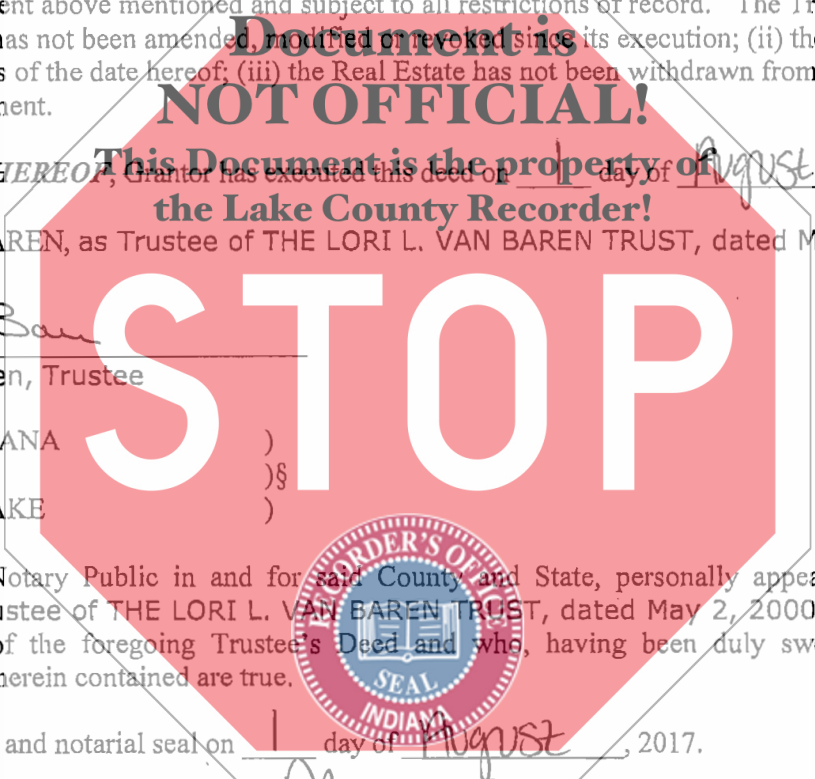 ent above mentioned and subject to all restrictions of record. The Tr
Document is
as not been amended, modified or revoked since its execution; (ii) th
s of the date hereof; (iii) the Real Estate has not been withdrawn from
NOT OFFICIAL!
ent.
This Document is the property of
HEREOF, Grantor has executed this deed on 1 day of August
the Lake County Recorder!
AREN, as Trustee of THE LORI L. VAN BAREN TRUST, dated M
STOP
en, Trustee
ANA )
)§
AKE )
RECORDER'S OFFICE
Notary Public in and for said County and State, personally appea
ustee of THE LORI L. VAN BAREN TRUST, dated May 2, 2000
of the foregoing Trustee's Deed and who, having been duly sw
herein contained are true.
SEAL
INDIANA
and notarial seal on 1 day of August, 2017.